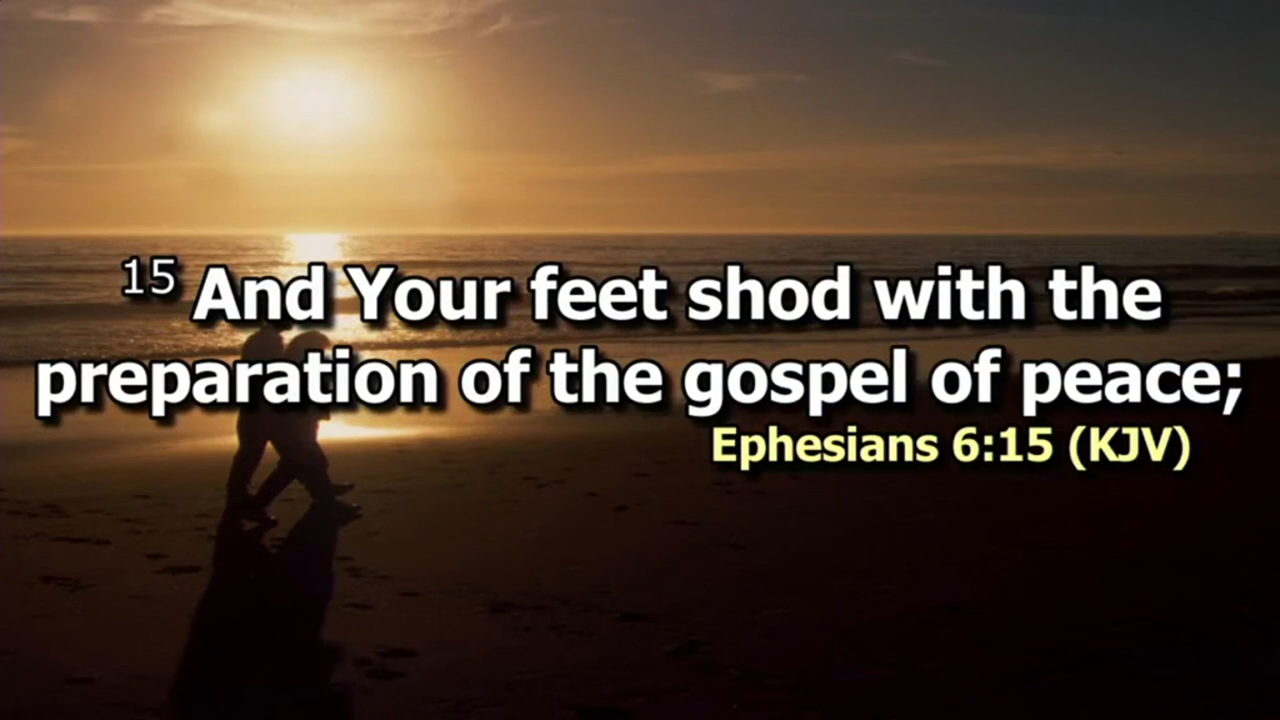 15 And Your feet shod with the
preparation of the gospel of peace;
Ephesians 6:15 (KJV)